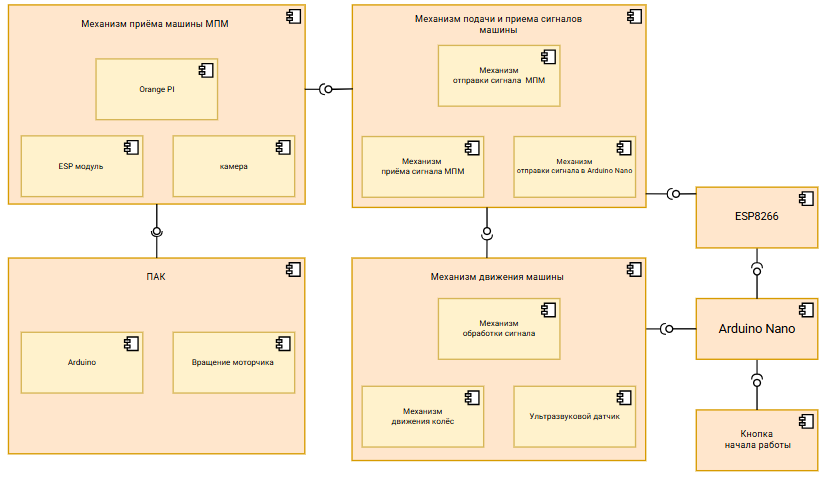 Механизм приёма машины МПМ
Orange PI
ESP модуль
камера
Механизм подачи и приема сигналов
машины
Механизм
отправки сигнала МПМ
Механизм
приёма сигнала МПМ
Механизм
отправки сигнала в Arduino Nano
ESP8266
ПАК
Arduino
Вращение моторчика
Механизм движения машины
Механизм
обработки сигнала
Механизм
движения колёс
Ультразвуковой датчик
Arduino Nano
Кнопка
начала работы